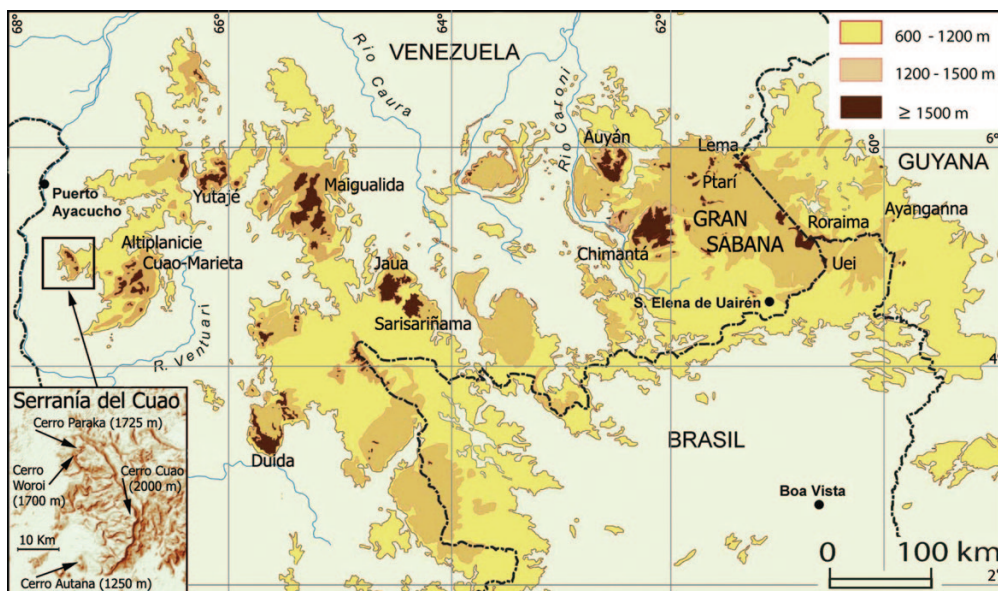 68°
66°
64°
62°
VENEZUELA
Rio Caura
Rio Caroni
600 - 1200 m
1200 - 1500 m
≥ 1500 m
6°
60°
GUYANA
Auyán
Lema
Ptarí
Yutajé
Maigualida
Puerto
Ayacucho
GRAN
SABANA
Roraima
Ayanganna
Altiplanicie
Cuao-Marieta
Chimantá
Uei
Jaua
S. Elena de Uairén
Sarisariñama
R. Ventuari
4°
Serranía del Cuao
Cerro Paraka (1725 m)
Cerro
Woroi
(1700 m)
Cerro Cuao
(2000 m)
10 Km
Cerro Autana (1250 m)
Duida
BRASIL
Boa Vista
0 100 km
2°